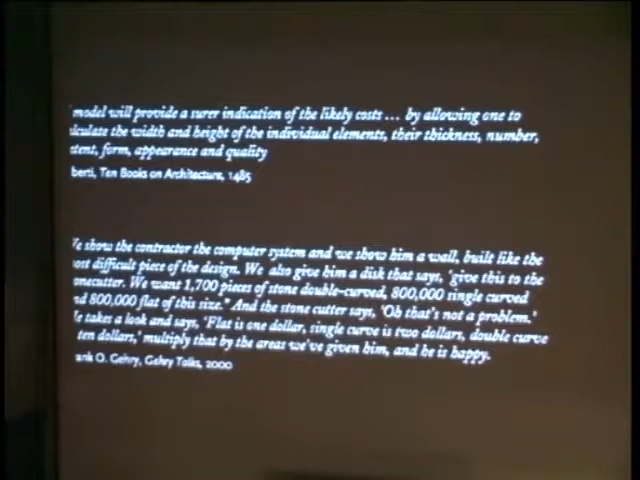 model will provide a surer indication of the likely costs ... by allowing one to
lculate the width and height of the individual elements, their thickness, number,
tent, form, appearance and quality
berti, Ten Books on Architecture, 1485
e show the contractor the computer system and we show him a wall, built like the
ost difficult piece of the design. We also give him a disk that says, 'give this to the
onecutter. We want 1,700 pieces of stone double-curved, 800,000 single curved
nd 800,000 flat of this size." And the stone cutter says, 'Oh that's not a problem.'
e takes a look and says, 'Flat is one dollar, single curve is two dollars, double curve
ten dollars,' multiply that by the areas we've given him, and he is happy.
ank O. Gehry, Gehry Talks, 2000